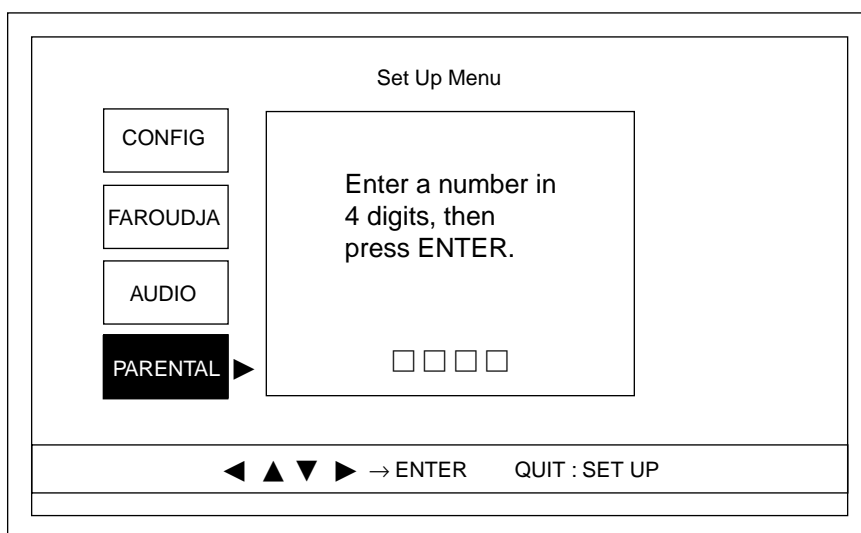 Set Up Menu
CONFIG
FAROUDJA
AUDIO
PARENTAL ▶
Enter a number in
4 digits, then
press ENTER.
□ □ □ □
◀ ▲ ▼ ▶ → ENTER QUIT : SET UP